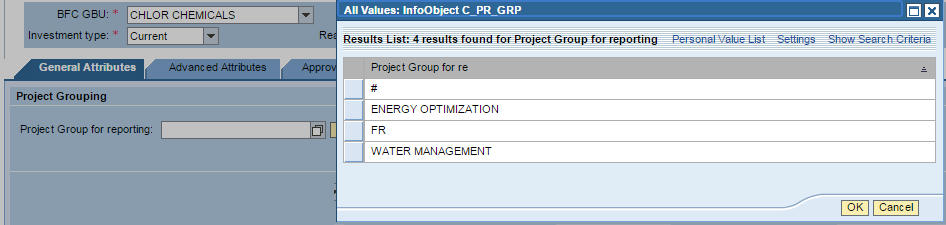 BFC GBU: * CHLOR CHEMICALS
Investment type: * Current Rea
General Attributes Advanced Attributes Approv
Project Grouping
Project Group for reporting:
All Values: InfoObject C_PR_GRP
Results List: 4 results found for Project Group for reporting Personal Value List Settings Show Search Criteria
Project Group for re
#
ENERGY OPTIMIZATION
FR
WATER MANAGEMENT
OK Cancel